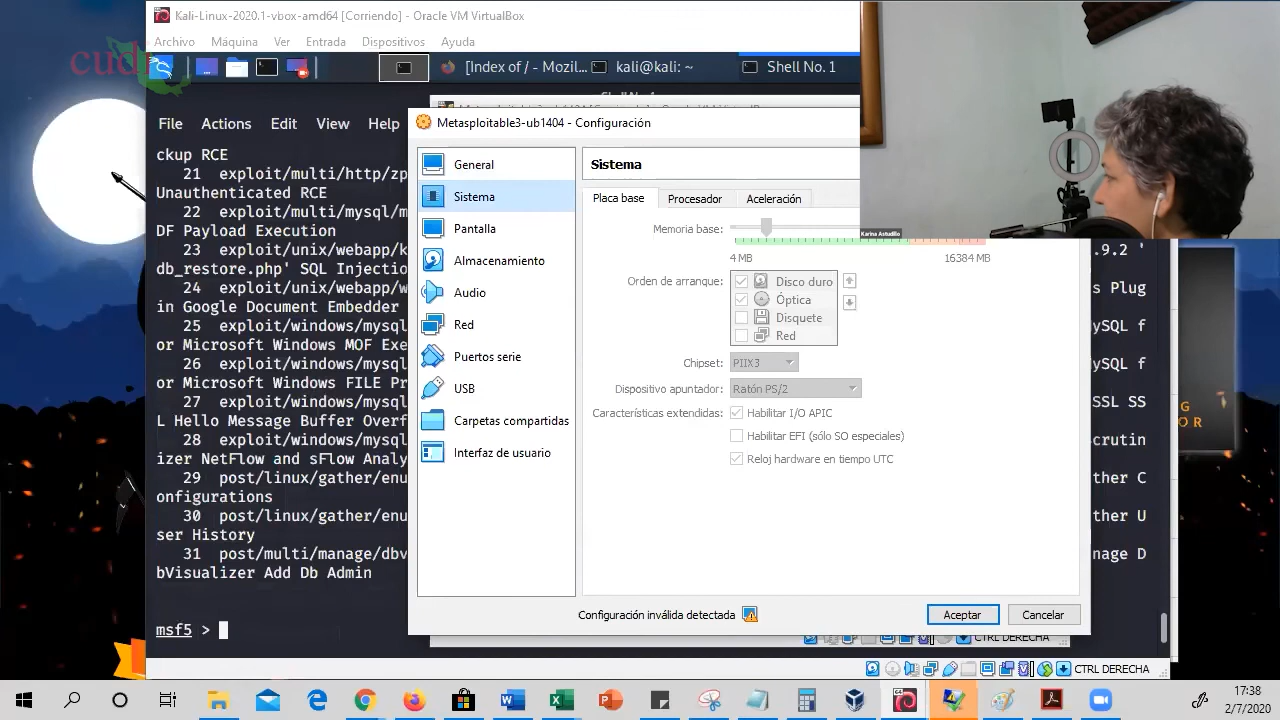 Kali-Linux-2020.1-vbox-amd64 [Corriendo] - Oracle VM VirtualBox
Archivo Máquina Ver Entrada Dispositivos Ayuda
[Index of / - Mozil... kali@kali: ~ Shell No. 1
File Actions Edit View Help
Metasploitable3-ub1404 - Configuración
General
Sistema
Pantalla
Almacenamiento
Audio
Red
Puertos serie
USB
Carpetas compartidas
Interfaz de usuario
Sistema
Placa base Procesador Aceleración
Memoria base:
4 MB 16384 MB
Orden de arranque:
Disco duro
Óptica
Disquete
Red
Chipset: PIIX3
Dispositivo apuntador: Ratón PS/2
Características extendidas: Habilitar I/O APIC
Habilitar EFI (sólo SO especiales)
Reloj hardware en tiempo UTC
Configuración inválida detectada
Aceptar Cancelar
Karina Astudillo
ckup RCE
21 exploit/multi/http/zp
Unauthenticated RCE
22 exploit/multi/mysql/m
DF Payload Execution
23 exploit/unix/webapp/k .9.2 '
db_restore.php' SQL Injectio
24 exploit/unix/webapp/w s Plug
in Google Document Embedder
25 exploit/windows/mysql ySQL f
or Microsoft Windows MOF Exe
26 exploit/windows/mysql ySQL f
or Microsoft Windows FILE Pr
27 exploit/windows/mysql SSL SS
L Hello Message Buffer Overf
28 exploit/windows/mysql crutin
izer NetFlow and sFlow Analy
29 post/linux/gather/enu ther C
onfigurations
30 post/linux/gather/enu ther U
ser History
31 post/multi/manage/dbv nage D
bVisualizer Add Db Admin
msf5 >
CTRL DERECHA
CTRL DERECHA
17:38
2/7/2020